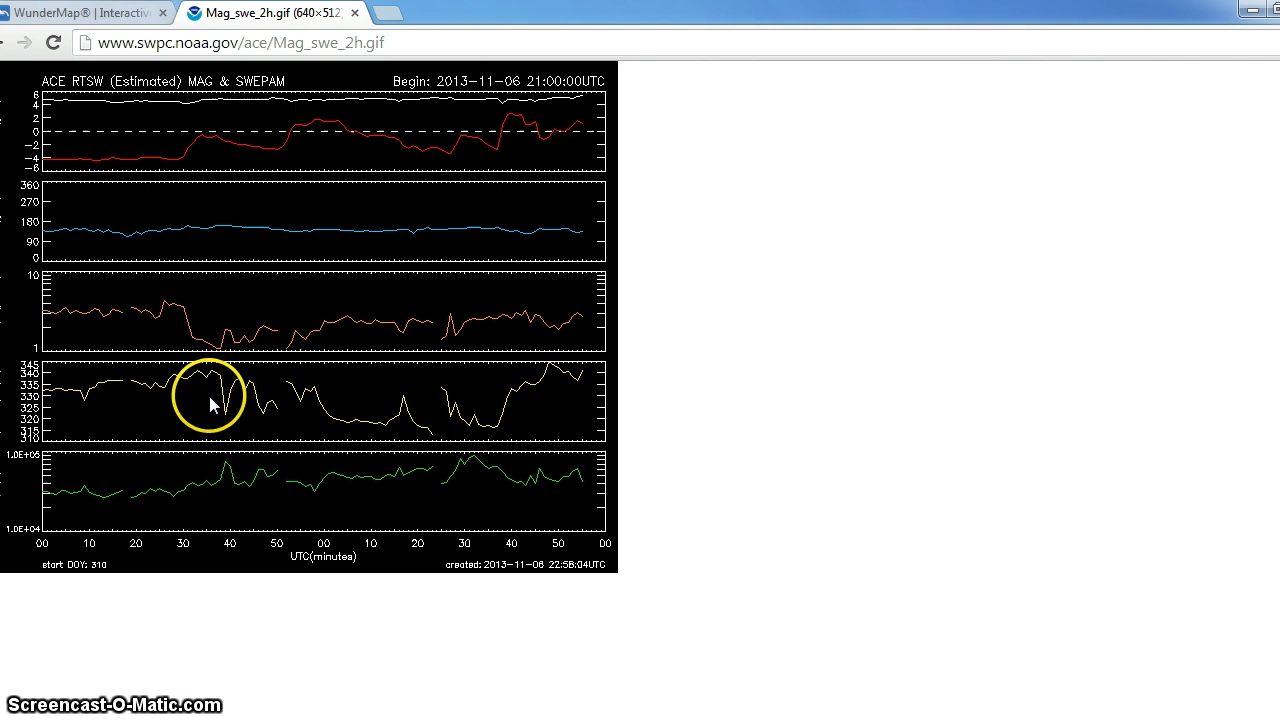 WunderMap® | Interactive
Mag_swe_2h.gif (640×512)
www.swpc.noaa.gov/ace/Mag_swe_2h.gif
ACE RTSW (Estimated) MAG & SWEPAM Begin: 2013-11-06 21:00:00UTC
6
4
2
0
-2
-4
-6
360
270
180
90
0
10
1
345
340
335
330
325
320
315
310
1.0E+05
1.0E+04
00 10 20 30 40 50 00 10 20 30 40 50 00
UTC(minutes)
start DOY: 310 created: 2013-11-06 22:56:04UTC
Screencast-O-Matic.com